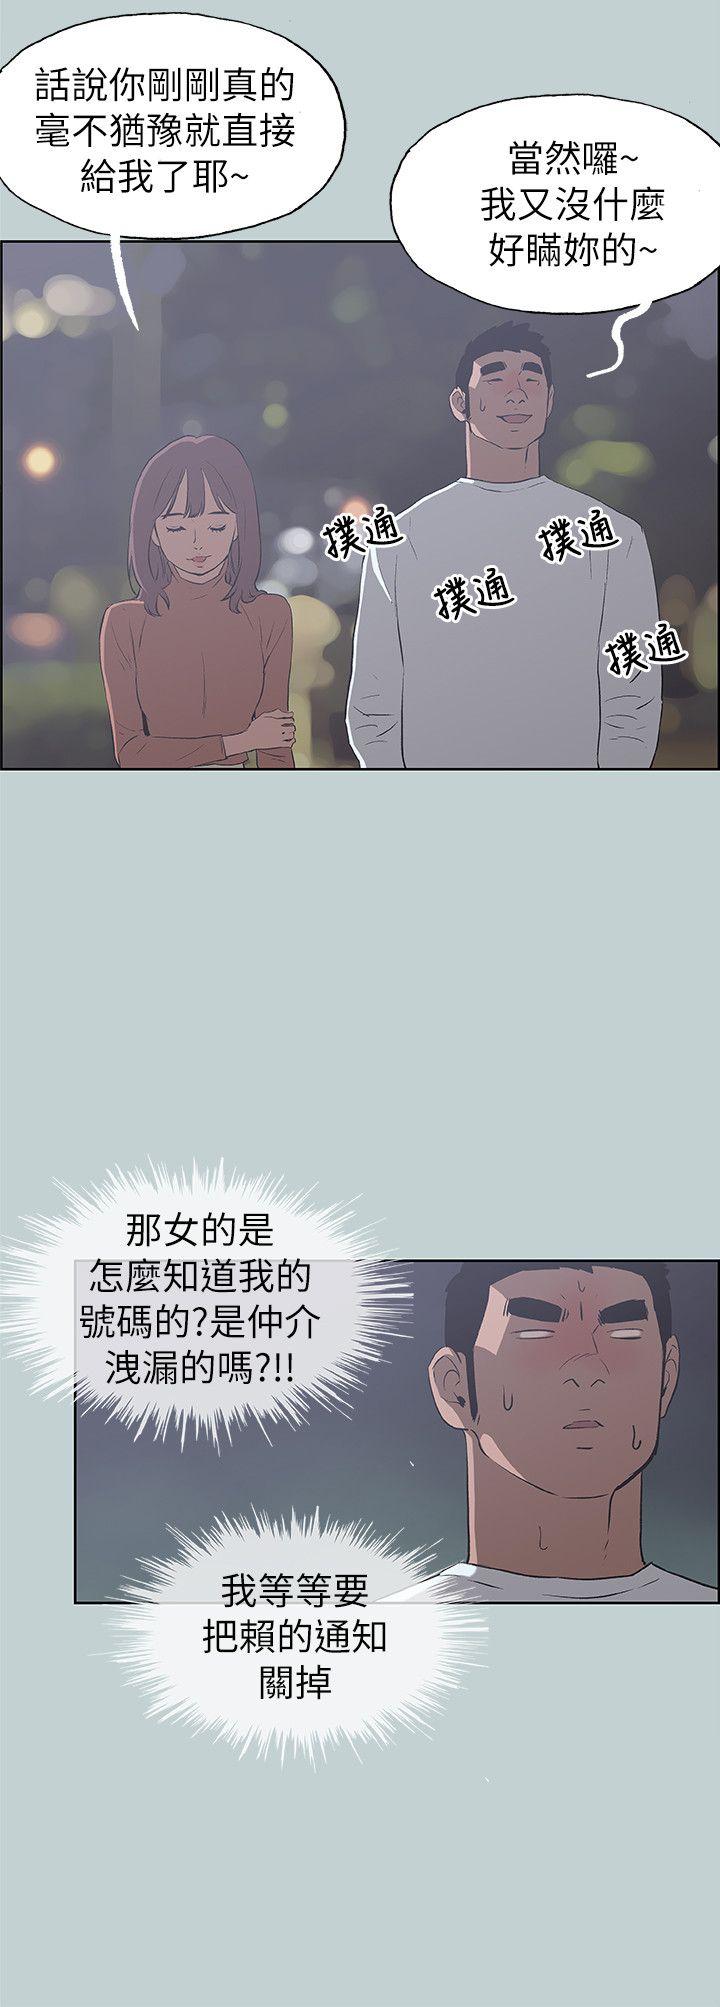 話說你剛剛真的
毫不猶豫就直接
給我了耶~
當然囉~
我又沒什麼
好瞞妳的~
撲通
撲通
撲通
撲通
那女的是
怎麼知道我的
號碼的?是仲介
洩漏的嗎?!!
我等等要
把賴的通知
關掉